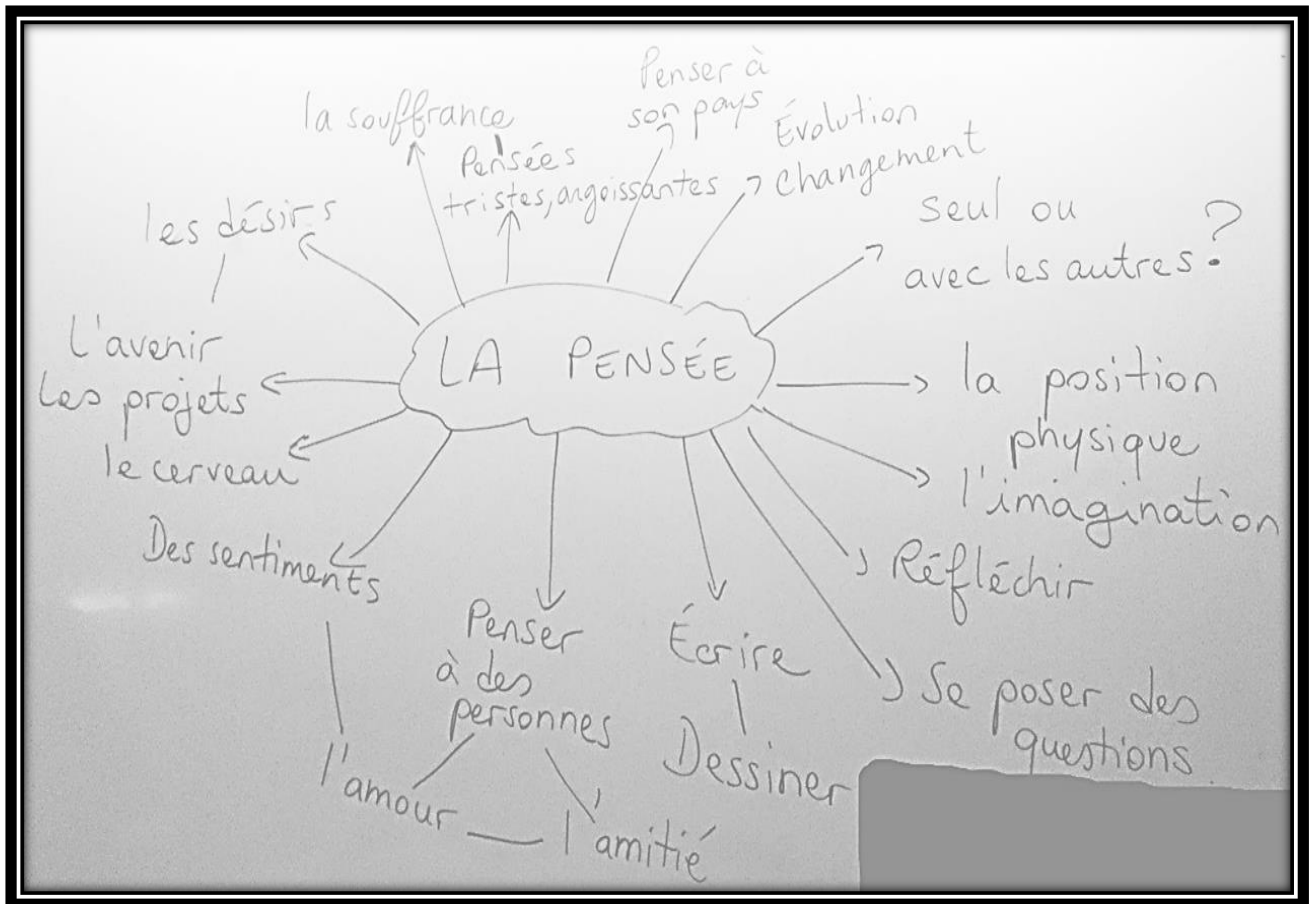 la souffrance
Pensées
tristes, angoissantes
Penser à
son pays
Évolution
changement
seul ou
avec les autres ?
les désirs
LA PENSÉE
L'avenir
Les projets
le cerveau
la position
physique
l'imagination
Réfléchir
Se poser des
questions
Des sentiments
Penser
à des
personnes
Écrire
Dessiner
l'amour
l'amitié